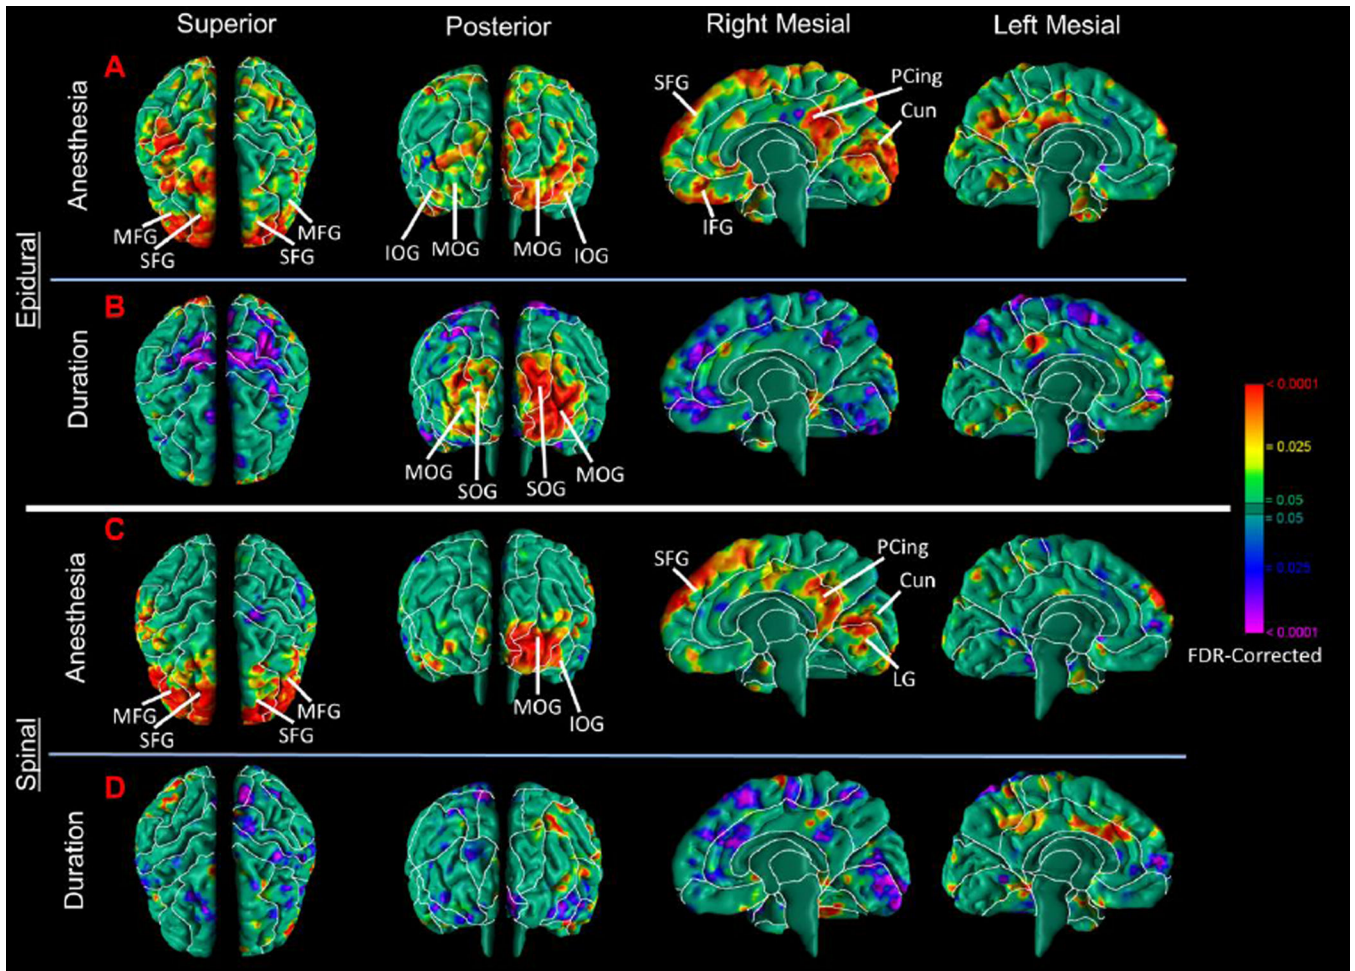 Superior
Posterior
Right Mesial
Left Mesial
Epidural
Anesthesia
A
MFG
SFG
MFG
SFG
IOG
MOG
MOG
IOG
SFG
PCing
Cun
IFG
Duration
B
MOG
SOG
SOG
MOG
< 0.0001
= 0.025
= 0.05
= 0.05
= 0.025
< 0.0001
FDR-Corrected
Spinal
Anesthesia
C
MFG
SFG
MFG
SFG
MOG
IOG
SFG
PCing
Cun
LG
Duration
D